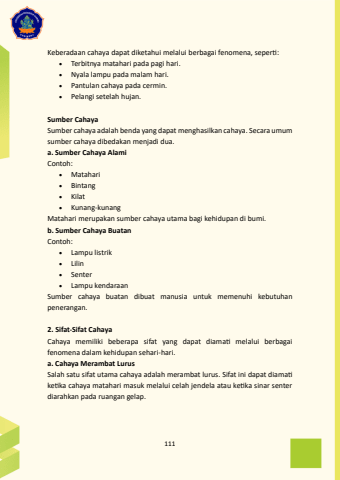 Keberadaan cahaya dapat diketahui melalui berbagai fenomena, seperti:
• Terbitnya matahari pada pagi hari.
• Nyala lampu pada malam hari.
• Pantulan cahaya pada cermin.
• Pelangi setelah hujan.
Sumber Cahaya
Sumber cahaya adalah benda yang dapat menghasilkan cahaya. Secara umum
sumber cahaya dibedakan menjadi dua.
a. Sumber Cahaya Alami
Contoh:
• Matahari
• Bintang
• Kilat
• Kunang-kunang
Matahari merupakan sumber cahaya utama bagi kehidupan di bumi.
b. Sumber Cahaya Buatan
Contoh:
• Lampu listrik
• Lilin
• Senter
• Lampu kendaraan
Sumber cahaya buatan dibuat manusia untuk memenuhi kebutuhan
penerangan.
2. Sifat-Sifat Cahaya
Cahaya memiliki beberapa sifat yang dapat diamati melalui berbagai
fenomena dalam kehidupan sehari-hari.
a. Cahaya Merambat Lurus
Salah satu sifat utama cahaya adalah merambat lurus. Sifat ini dapat diamati
ketika cahaya matahari masuk melalui celah jendela atau ketika sinar senter
diarahkan pada ruangan gelap.
111